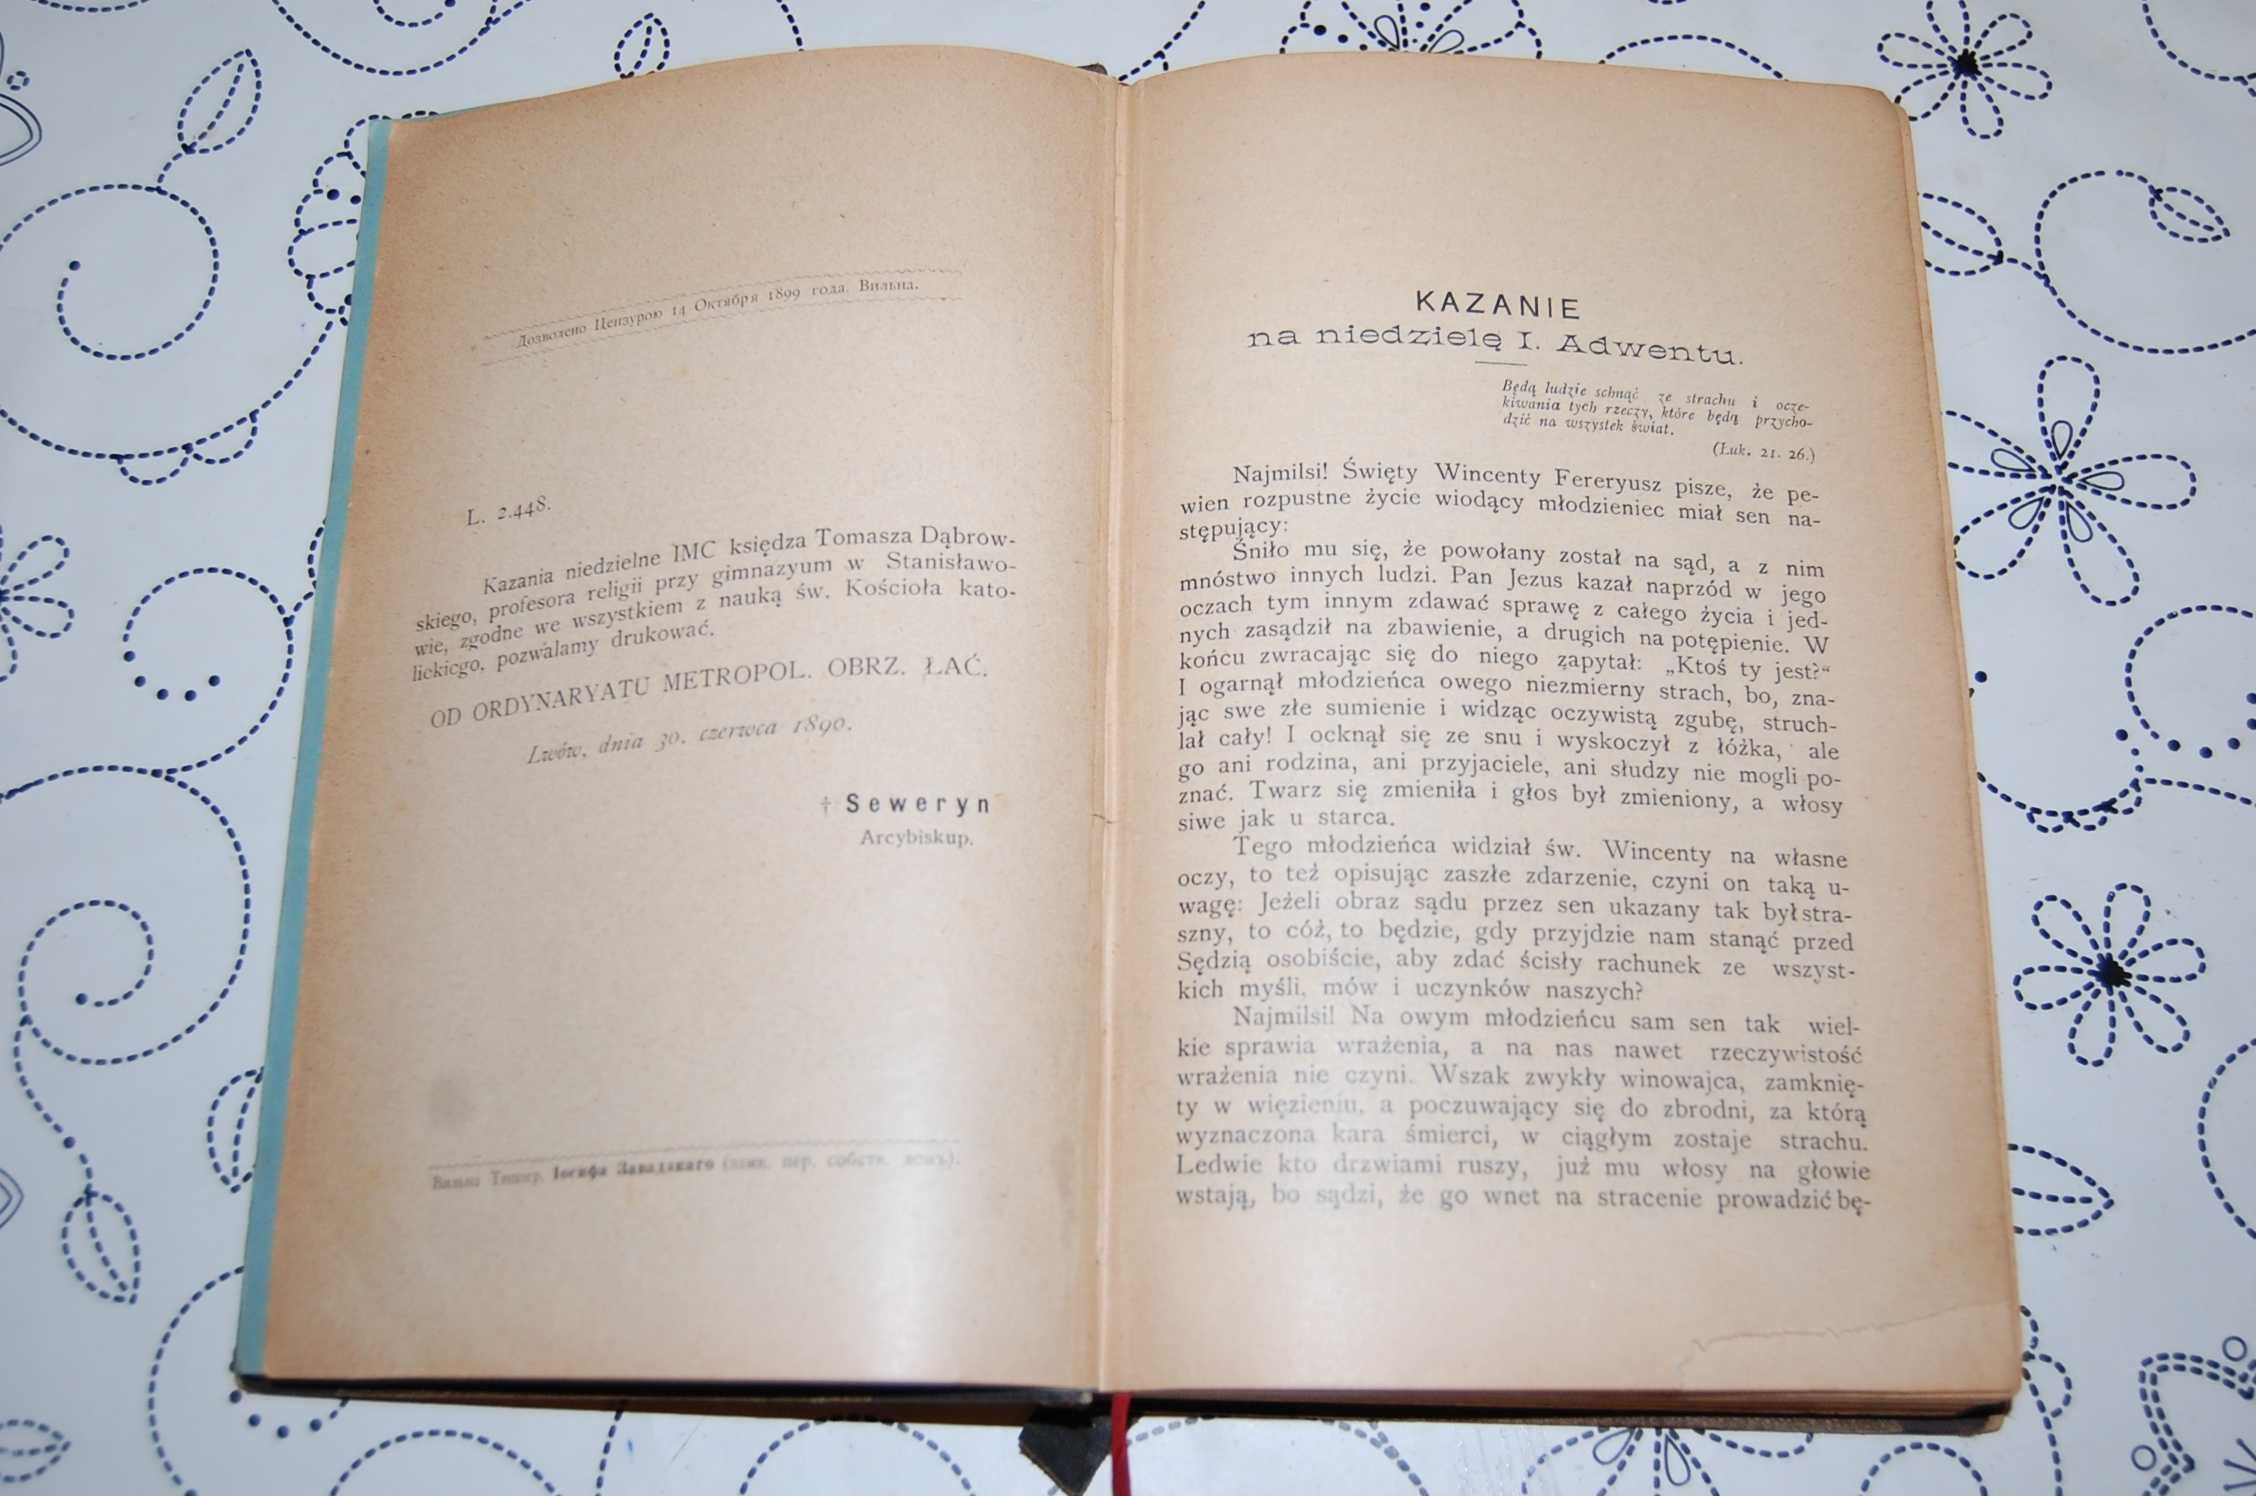 Дозволено Цензурою 14 Октября 1899 года. Вильна.
L. 2.448.
Kazania niedzielne IMC księdza Tomasza Dąbrow-
skiego, profesora religii przy gimnazyum w Stanisławo-
wie, zgodne we wszystkiem z nauką św. Kościoła kato-
lickiego, pozwalamy drukować.
OD ORDYNARYATU METROPOL. OBRZ. ŁAĆ.
Lwów, dnia 30. czerwca 1890.
† Seweryn
Arcybiskup.
Іосифа Завадзкаго
KAZANIE
na niedzielę I. Adwentu.
Będą ludzie schnąć ze strachu i ocze-
kiwania tych rzeczy, które będą przycho-
dzić na wszystek świat.
(Łuk. 21. 26.)
Najmilsi! Święty Wincenty Fereryusz pisze, że pe-
wien rozpustne życie wiodący młodzieniec miał sen na-
stępujący:
Śniło mu się, że powołany został na sąd, a z nim
mnóstwo innych ludzi. Pan Jezus kazał naprzód w jego
oczach tym innym zdawać sprawę z całego życia i jed-
nych zasądził na zbawienie, a drugich na potępienie. W
końcu zwracając się do niego zapytał: „Ktoś ty jest?“
I ogarnął młodzieńca owego niezmierny strach, bo, zna-
jąc swe złe sumienie i widząc oczywistą zgubę, struch-
lał cały! I ocknął się ze snu i wyskoczył z łóżka, ale
go ani rodzina, ani przyjaciele, ani słudzy nie mogli po-
znać. Twarz się zmieniła i głos był zmieniony, a włosy
siwe jak u starca.
Tego młodzieńca widział św. Wincenty na własne
oczy, to też opisując zaszłe zdarzenie, czyni on taką u-
wagę: Jeżeli obraz sądu przez sen ukazany tak był stra-
szny, to cóż, to będzie, gdy przyjdzie nam stanąć przed
Sędzią osobiście, aby zdać ścisły rachunek ze wszyst-
kich myśli, mów i uczynków naszych?
Najmilsi! Na owym młodzieńcu sam sen tak wiel-
kie sprawia wrażenia, a na nas nawet rzeczywistość
wrażenia nie czyni. Wszak zwykły winowajca, zamknię-
ty w więzieniu, a poczuwający się do zbrodni, za którą
wyznaczona kara śmierci, w ciągłym zostaje strachu.
Ledwie kto drzwiami ruszy, już mu włosy na głowie
wstają, bo sądzi, że go wnet na stracenie prowadzić bę-